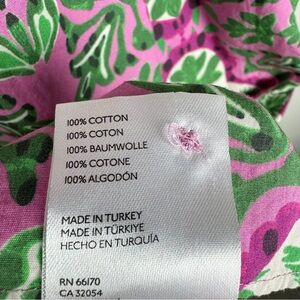 100% COTTON
100% COTON
100% BAUMWOLLE
100% COTONE
100% ALGODÓN
MADE IN TURKEY
MADE IN TÜRKIYE
HECHO EN TURQUÍA
RN 66170
CA 32054